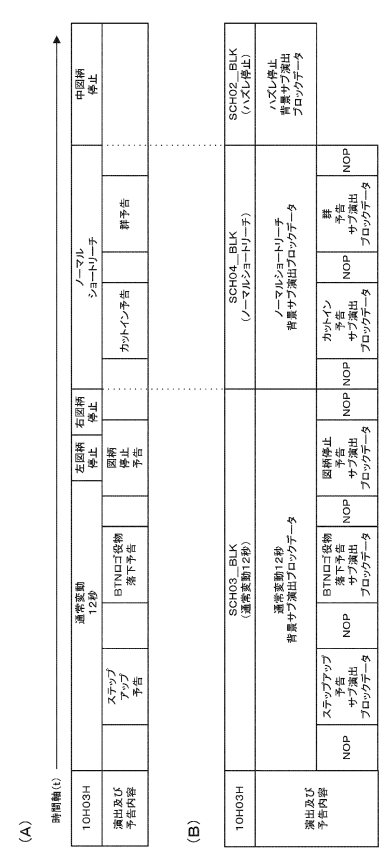 (A)
時間軸(t)
10H03H
通常変動
12秒
左図柄
停止
右図柄
停止
ノーマル
ショートリーチ
中図柄
停止
演出及び
予告内容
ステップ
アップ
予告
BTNロゴ役物
落下予告
図柄
停止
予告
カットイン予告
群予告
(B)
10H03H
SCH03__BLK
(通常変動12秒)
SCH04__BLK
(ノーマルショートリーチ)
SCH02__BLK
(ハズレ停止)
演出及び
予告内容
通常変動12秒
背景サブ演出ブロックデータ
ノーマルショートリーチ
背景サブ演出ブロックデータ
ハズレ停止
背景サブ演出
ブロックデータ
NOP
ステップアップ
予告
サブ演出
ブロックデータ
NOP
BTNロゴ役物
落下予告
サブ演出
ブロックデータ
NOP
図柄停止
予告
サブ演出
ブロックデータ
NOP
NOP
カットイン
予告
サブ演出
ブロックデータ
NOP
群
予告
サブ演出
ブロックデータ
NOP